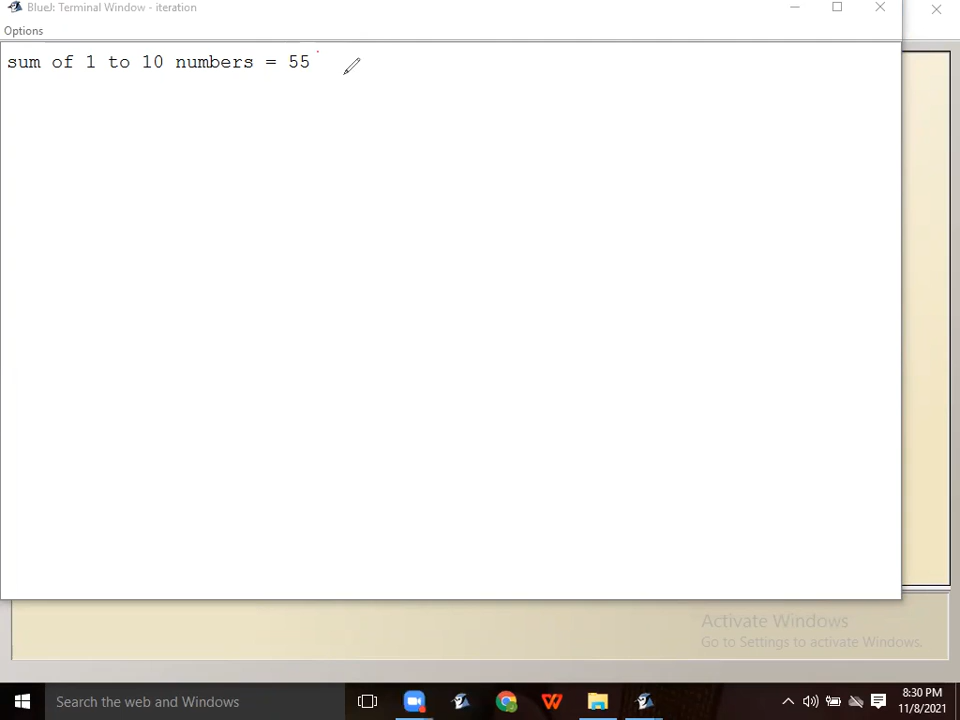 BlueJ: Terminal Window - iteration
Options
sum of 1 to 10 numbers = 55
Activate Windows
Go to Settings to activate Windows.
Search the web and Windows
8:30 PM
11/8/2021